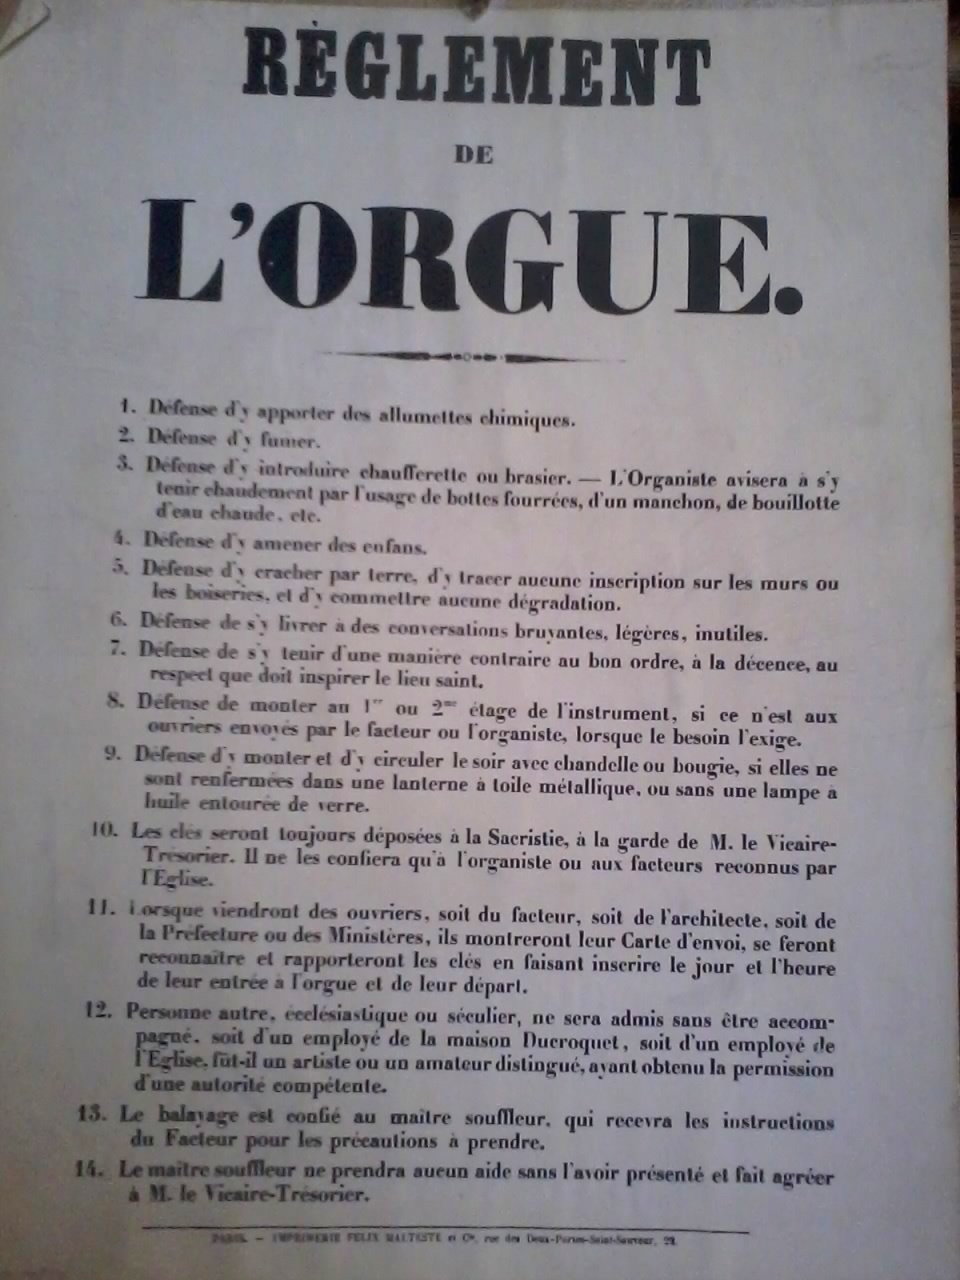 RÈGLEMENT
DE
L'ORGUE.
1. Défense d'y apporter des allumettes chimiques.
2. Défense d'y fumer.
3. Défense d'y introduire chaufferette ou brasier. — L'Organiste avisera à s'y
tenir chaudement par l'usage de bottes fourrées, d'un manchon, de bouillotte
d'eau chaude, etc.
4. Défense d'y amener des enfans.
5. Défense d'y cracher par terre, d'y tracer aucune inscription sur les murs ou
les boiseries, et d'y commettre aucune dégradation.
6. Défense de s'y livrer à des conversations bruyantes, légères, inutiles.
7. Défense de s'y tenir d'une manière contraire au bon ordre, à la décence, au
respect que doit inspirer le lieu saint.
8. Défense de monter au 1er ou 2me étage de l'instrument, si ce n'est aux
ouvriers envoyés par le facteur ou l'organiste, lorsque le besoin l'exige.
9. Défense d'y monter et d'y circuler le soir avec chandelle ou bougie, si elles ne
sont renfermées dans une lanterne à toile métallique, ou sans une lampe à
huile entourée de verre.
10. Les clés seront toujours déposées à la Sacristie, à la garde de M. le Vicaire-
Trésorier. Il ne les confiera qu'à l'organiste ou aux facteurs reconnus par
l'Eglise.
11. Lorsque viendront des ouvriers, soit du facteur, soit de l'architecte, soit de
la Préfecture ou des Ministères, ils montreront leur Carte d'envoi, se feront
reconnaître et rapporteront les clés en faisant inscrire le jour et l'heure
de leur entrée à l'orgue et de leur départ.
12. Personne autre, ecclésiastique ou séculier, ne sera admis sans être accom-
pagné, soit d'un employé de la maison Ducroquet, soit d'un employé de
l'Eglise, fût-il un artiste ou un amateur distingué, ayant obtenu la permission
d'une autorité compétente.
13. Le balayage est confié au maître souffleur, qui recevra les instructions
du Facteur pour les précautions à prendre.
14. Le maître souffleur ne prendra aucun aide sans l'avoir présenté et fait agréer
à M. le Vicaire-Trésorier.
PARIS. — IMPRIMERIE FÉLIX MALTESTE et Cie, rue des Deux-Portes-Saint-Sauveur, 22.